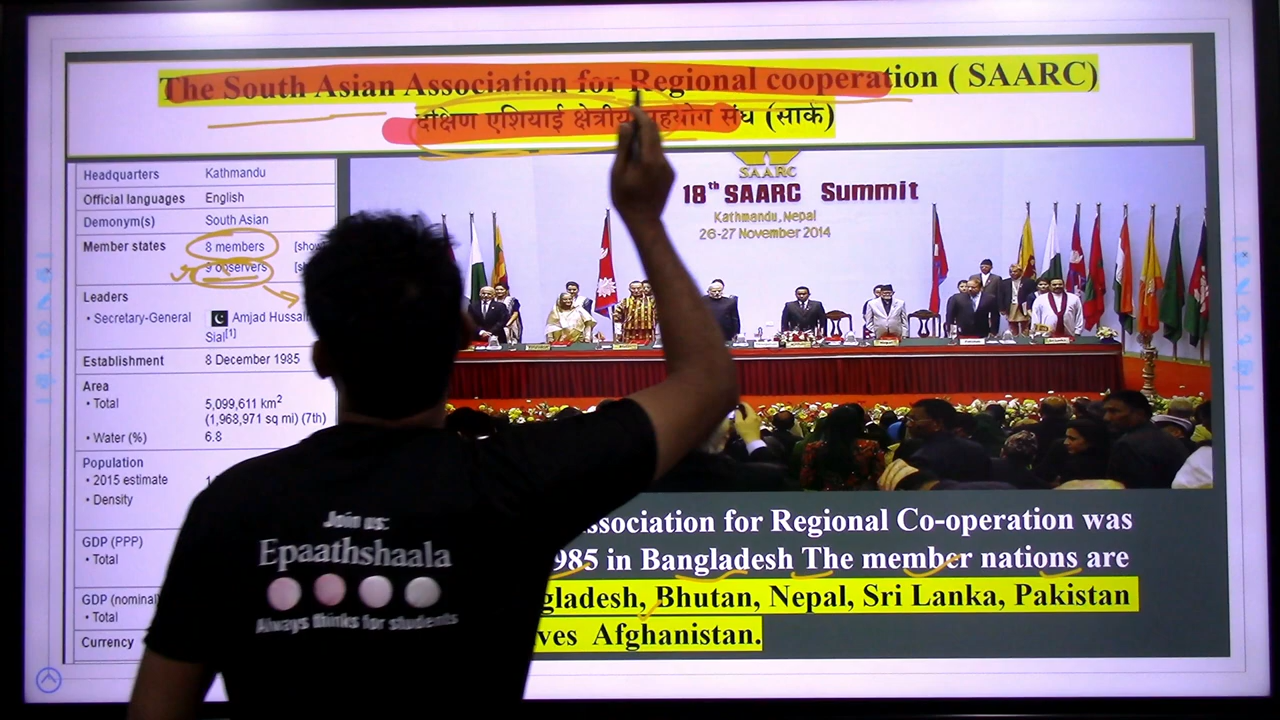 The South Asian Association for Regional cooperation ( SAARC)
दक्षिण एशियाई क्षेत्रीय सहयोग संघ (सार्क)
Headquarters Kathmandu
Official languages English
Demonym(s) South Asian
Member states 8 members [show
9 observers [s
Leaders
• Secretary-General Amjad Hussain
Sial[1]
Establishment 8 December 1985
Area
• Total 5,099,611 km2
(1,968,971 sq mi) (7th)
• Water (%) 6.8
Population
• 2015 estimate 1
• Density
GDP (PPP)
• Total
GDP (nominal
• Total
Currency
SAARC
18th SAARC Summit
Kathmandu, Nepal
26-27 November 2014
ssociation for Regional Co-operation was
985 in Bangladesh The member nations are
gladesh, Bhutan, Nepal, Sri Lanka, Pakistan
ves Afghanistan.
Join us:
Epaathshaala
Always thinks for students